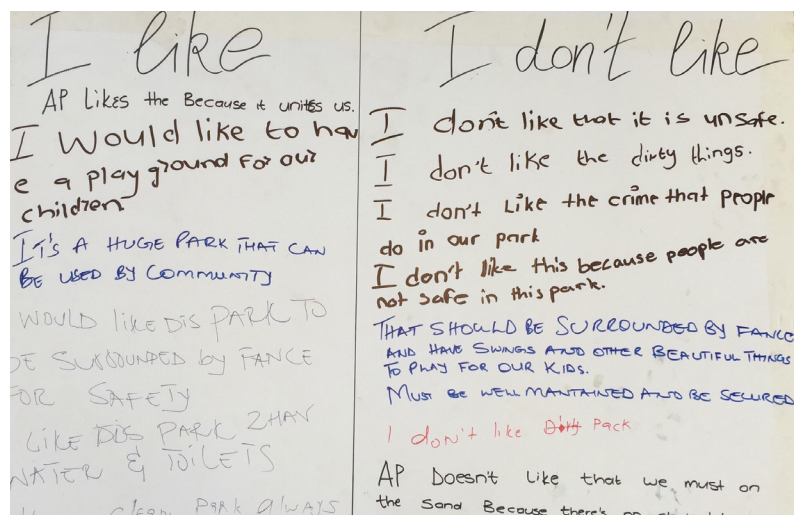 I like
AP Likes the Because it unites us.
I Would like to hav
e a playground For our
children.
IT'S A HUGE PARK THAT CAN
BE USED BY COMMUNITY
WOULD like DIS PARK TO
BE SURROUNDED by FANCE
FOR SAFETY
LIKE DIS PARK 2 HAV
WATER & TOILETS
CLEAN PARK Always
I don't like
I don't like that it is unsafe.
I don't like the dirty things.
I don't Like the crime that People
do in our park
I don't like this because people are
not safe in this park.
THAT SHOULD BE SURROUNDED BY FANCE
AND HAVE SWINGS AND OTHER BEAUTIFUL THINGS
TO PLAY FOR OUR KIDS.
MUST BE WELL MANTAINED AND BE SECURED
I don't like Dirty Pack
AP Doesn't Like that we must on
the Sand Because there's on